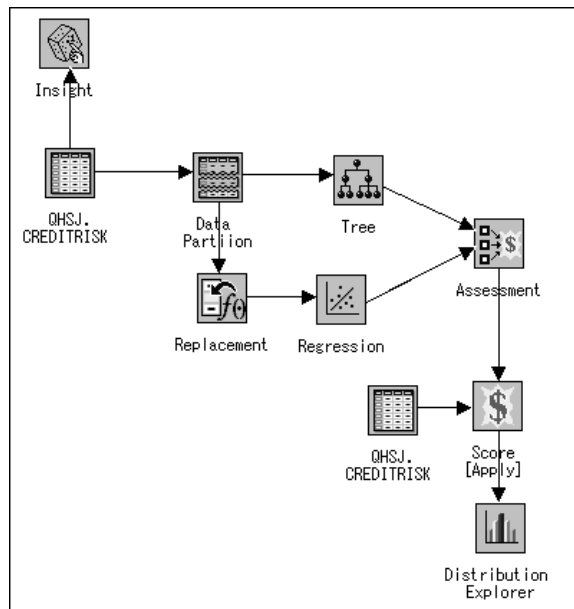 Insight
QHSJ.
CREDITRISK
Data
Partiion
Tree
Assessment
Replacement
f()
Regression
$
QHSJ.
CREDITRISK
$
Score
[Apply]
Distribution
Explorer